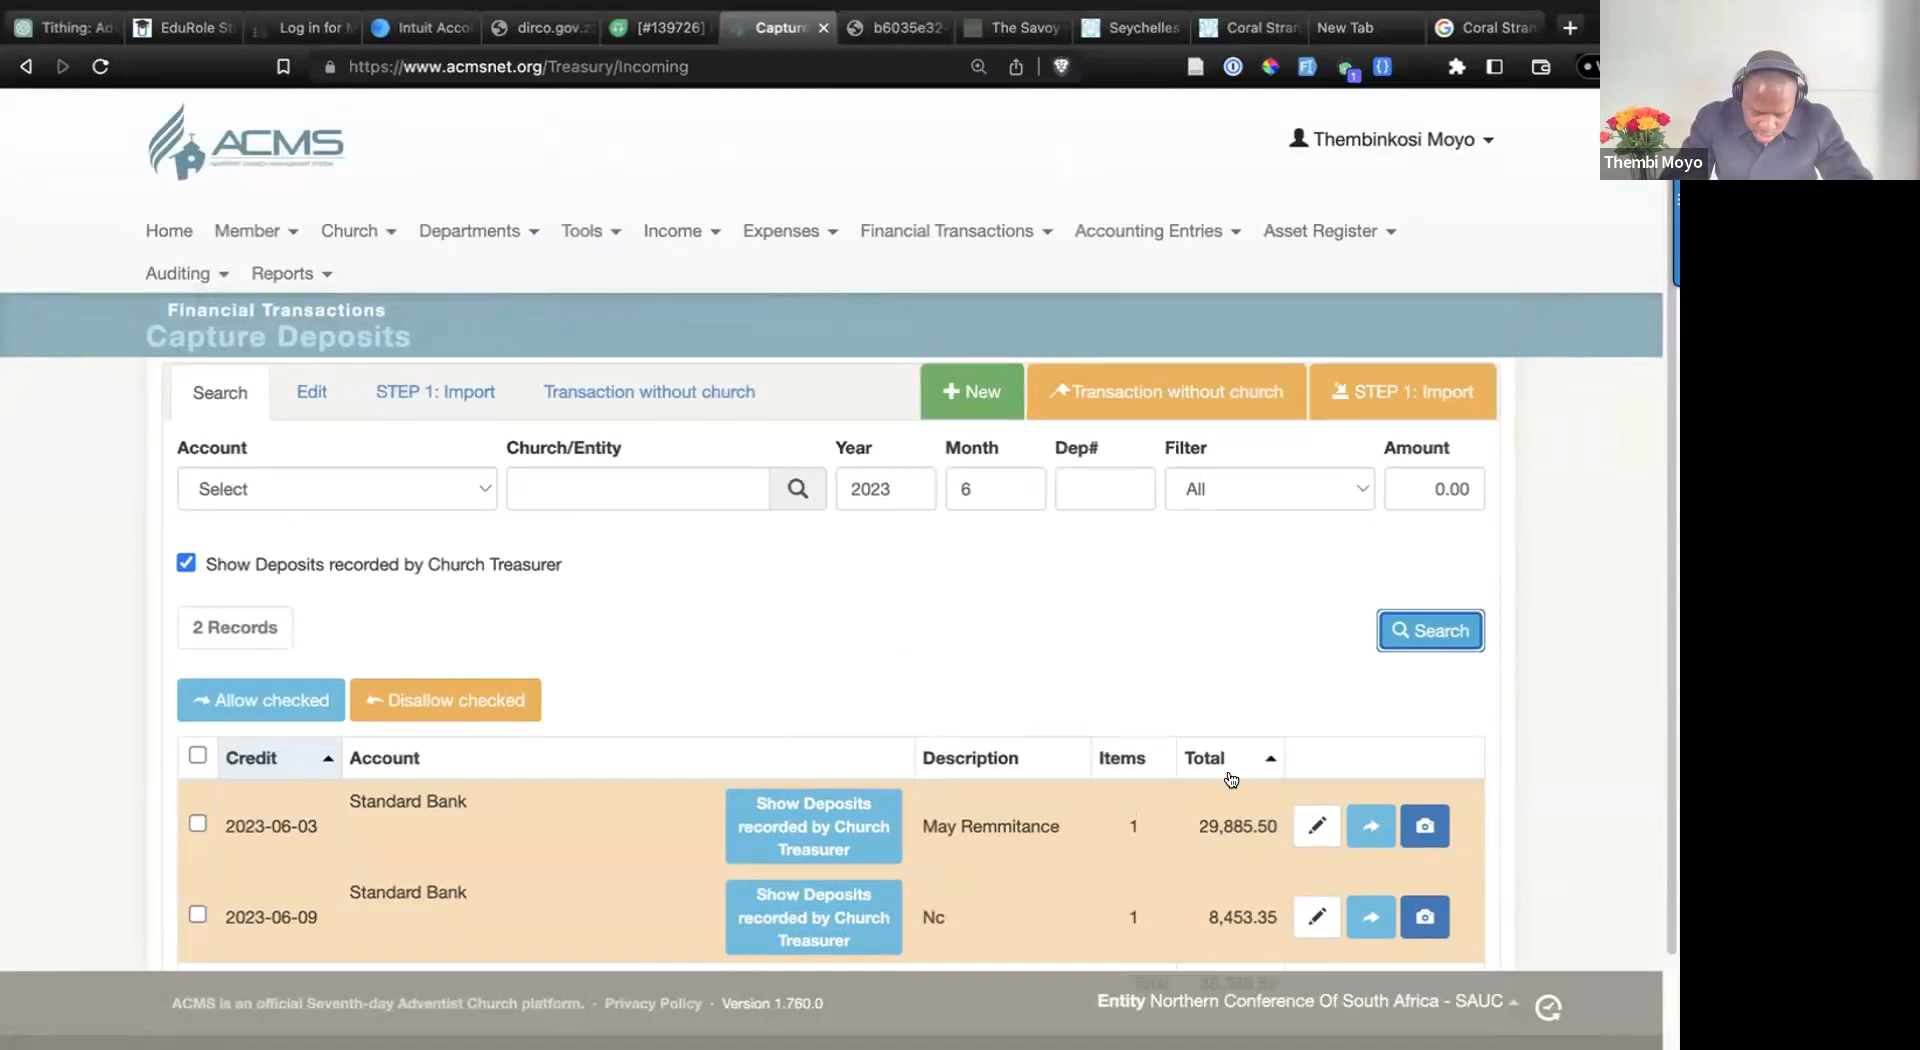 Tithing: Ad
EduRole St
Log in for
Intuit Acco
dirco.gov.z
[#139726]
Capture
b6035e32-
The Savoy
Seychelles
Coral Stran
New Tab
Coral Stran
https://www.acmsnet.org/Treasury/Incoming
1
Thembi Moyo
ACMS
Thembinkosi Moyo
Home Member Church Departments Tools Income Expenses Financial Transactions Accounting Entries Asset Register
Auditing Reports
Financial Transactions
Capture Deposits
Search Edit STEP 1: Import Transaction without church New Transaction without church STEP 1: Import
Account Church/Entity Year Month Dep# Filter Amount
Select 2023 6 All 0.00
Show Deposits recorded by Church Treasurer
2 Records
Search
Allow checked Disallow checked
Credit Account Description Items Total
Standard Bank
Show Deposits
recorded by Church
Treasurer
2023-06-03 May Remmitance 1 29,885.50
Standard Bank
Show Deposits
recorded by Church
Treasurer
2023-06-09 Nc 1 8,453.35
ACMS is an official Seventh-day Adventist Church platform. · Privacy Policy · Version 1.760.0
Entity Northern Conference Of South Africa - SAUC